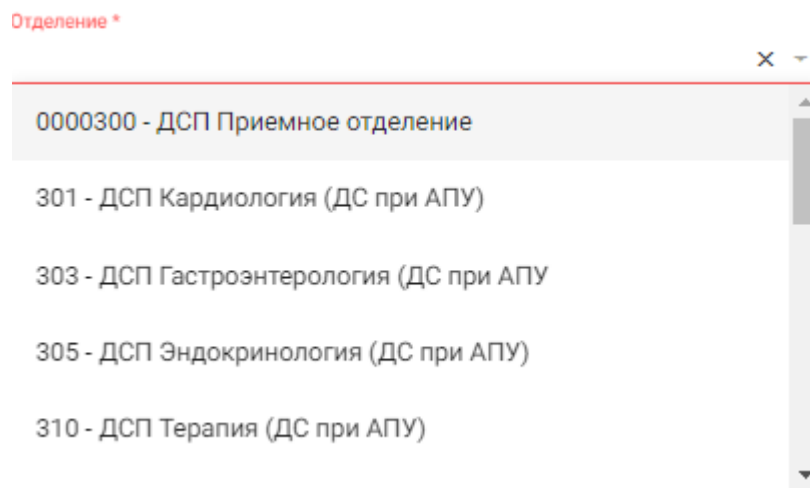 Отделение *
0000300 - ДСП Приемное отделение
301 - ДСП Кардиология (ДС при АПУ)
303 - ДСП Гастроэнтерология (ДС при АПУ
305 - ДСП Эндокринология (ДС при АПУ)
310 - ДСП Терапия (ДС при АПУ)